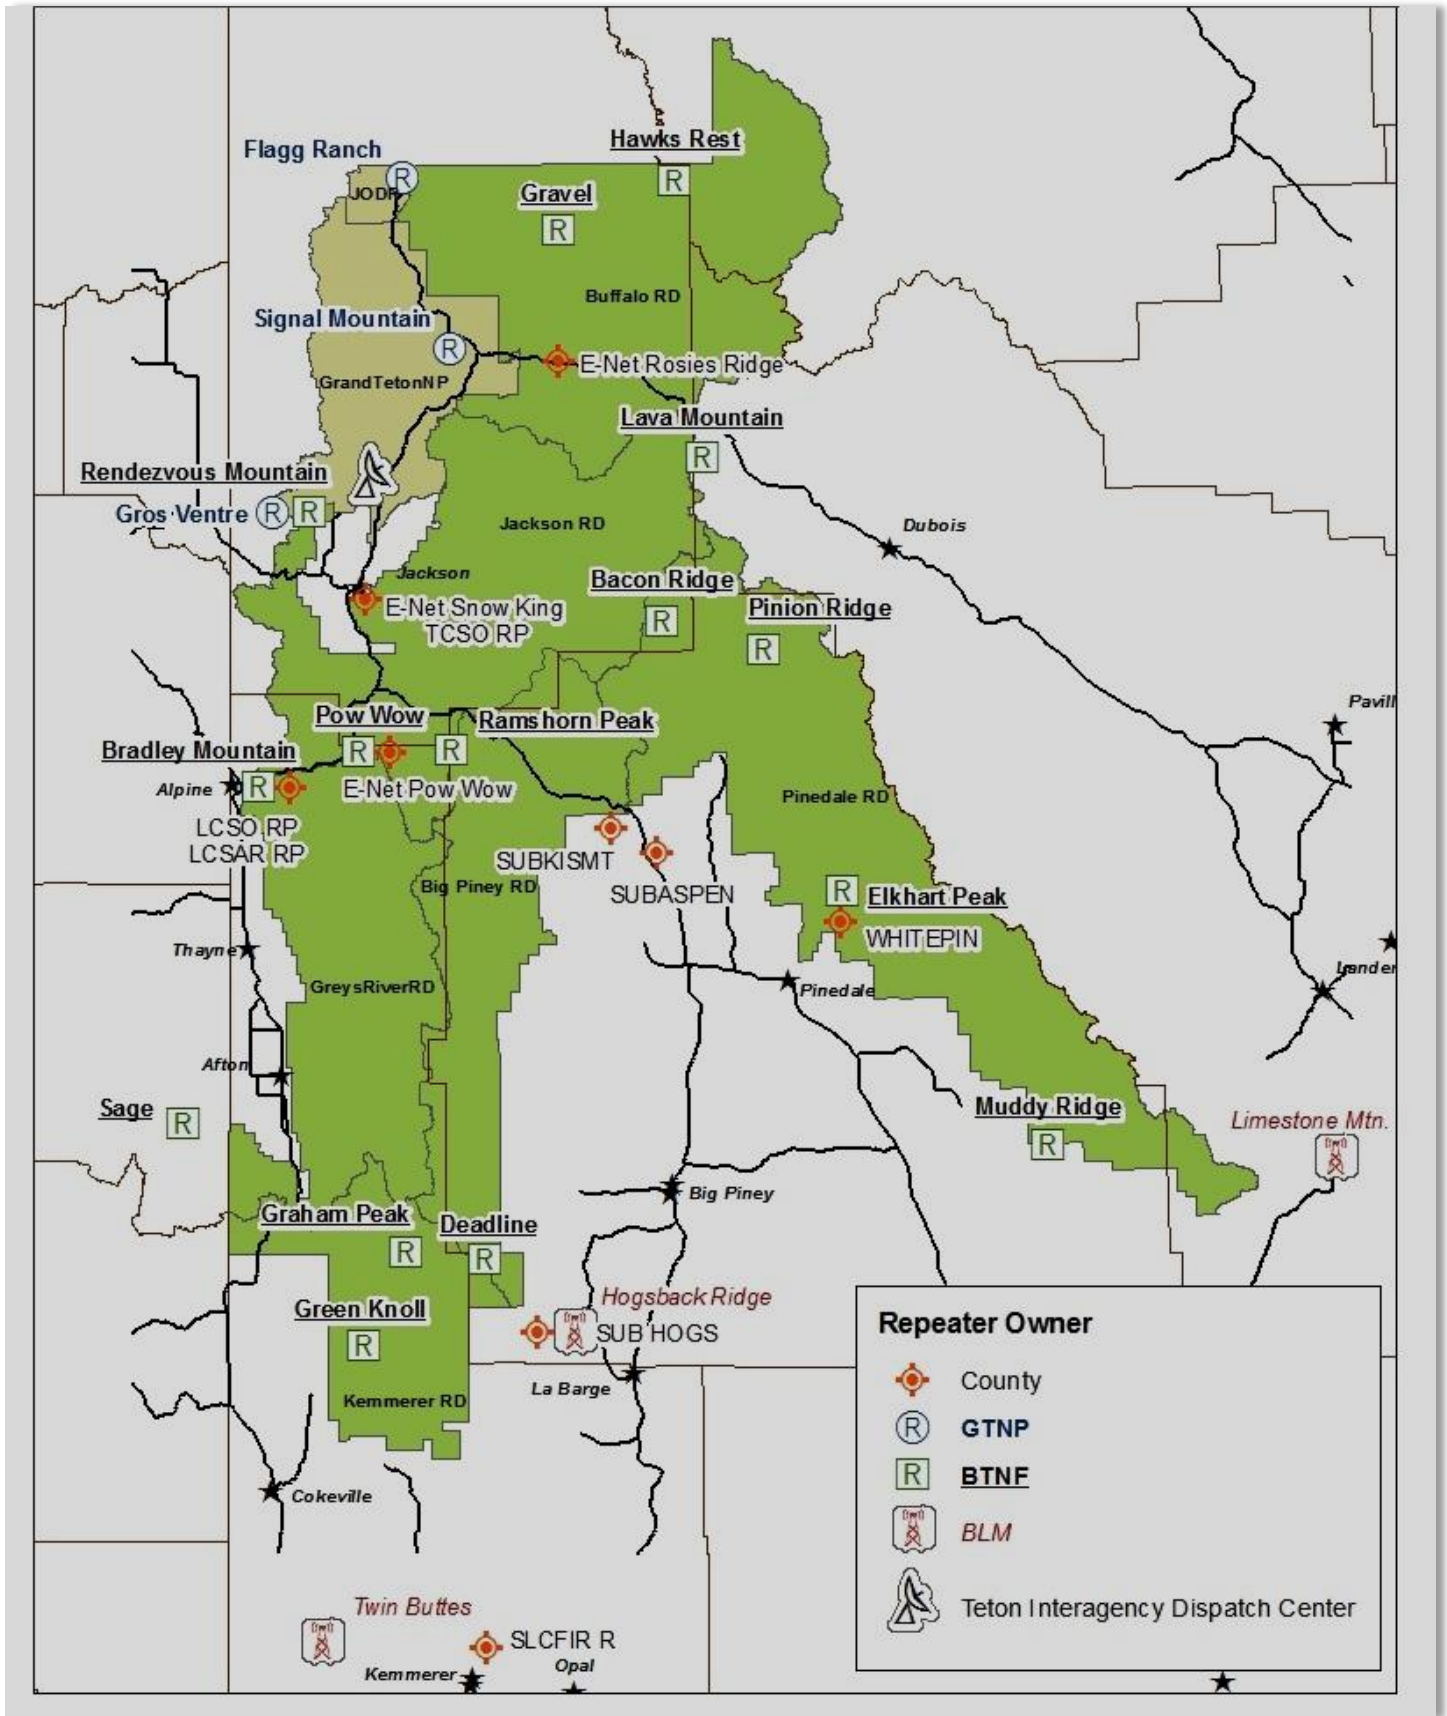 Hawks Rest
R
Flagg Ranch
R
JODR
Gravel
R
Buffalo RD
Signal Mountain
R
E-Net Rosies Ridge
GrandTetonNP
Lava Mountain
R
Rendezvous Mountain
R
Gros Ventre
R
Jackson RD
Dubois
Jackson
Bacon Ridge
R
E-Net Snow King
TCSO RP
Pinion Ridge
R
Pavill
Pow Wow
R
Ramshorn Peak
R
Bradley Mountain
R
Alpine
E-Net Pow Wow
Pinedale RD
LCSO RP
LCSAR RP
SUBKISMT
SUBASPEN
Big Piney RD
R
Elkhart Peak
WHITEPIN
Thayne
Lander
GreysRiverRD
Pinedale
Afton
Sage
R
Muddy Ridge
R
Limestone Mtn.
Big Piney
Graham Peak
R
Deadline
R
Hogsback Ridge
Green Knoll
R
SUB HOGS
La Barge
Kemmerer RD
Cokeville
Twin Buttes
SLCFIR R
Kemmerer
Opal
Repeater Owner
County
R GTNP
R BTNF
BLM
Teton Interagency Dispatch Center